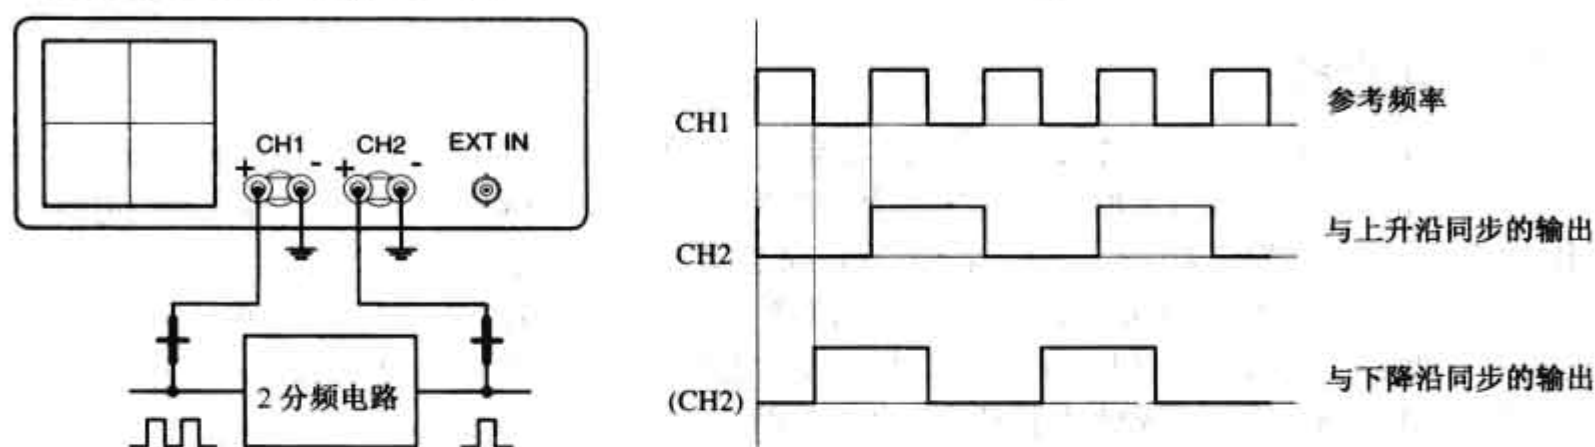 CH1
CH2
EXT IN
+
-
+
-
2 分频电路
CH1
参考频率
CH2
与上升沿同步的输出
(CH2)
与下降沿同步的输出